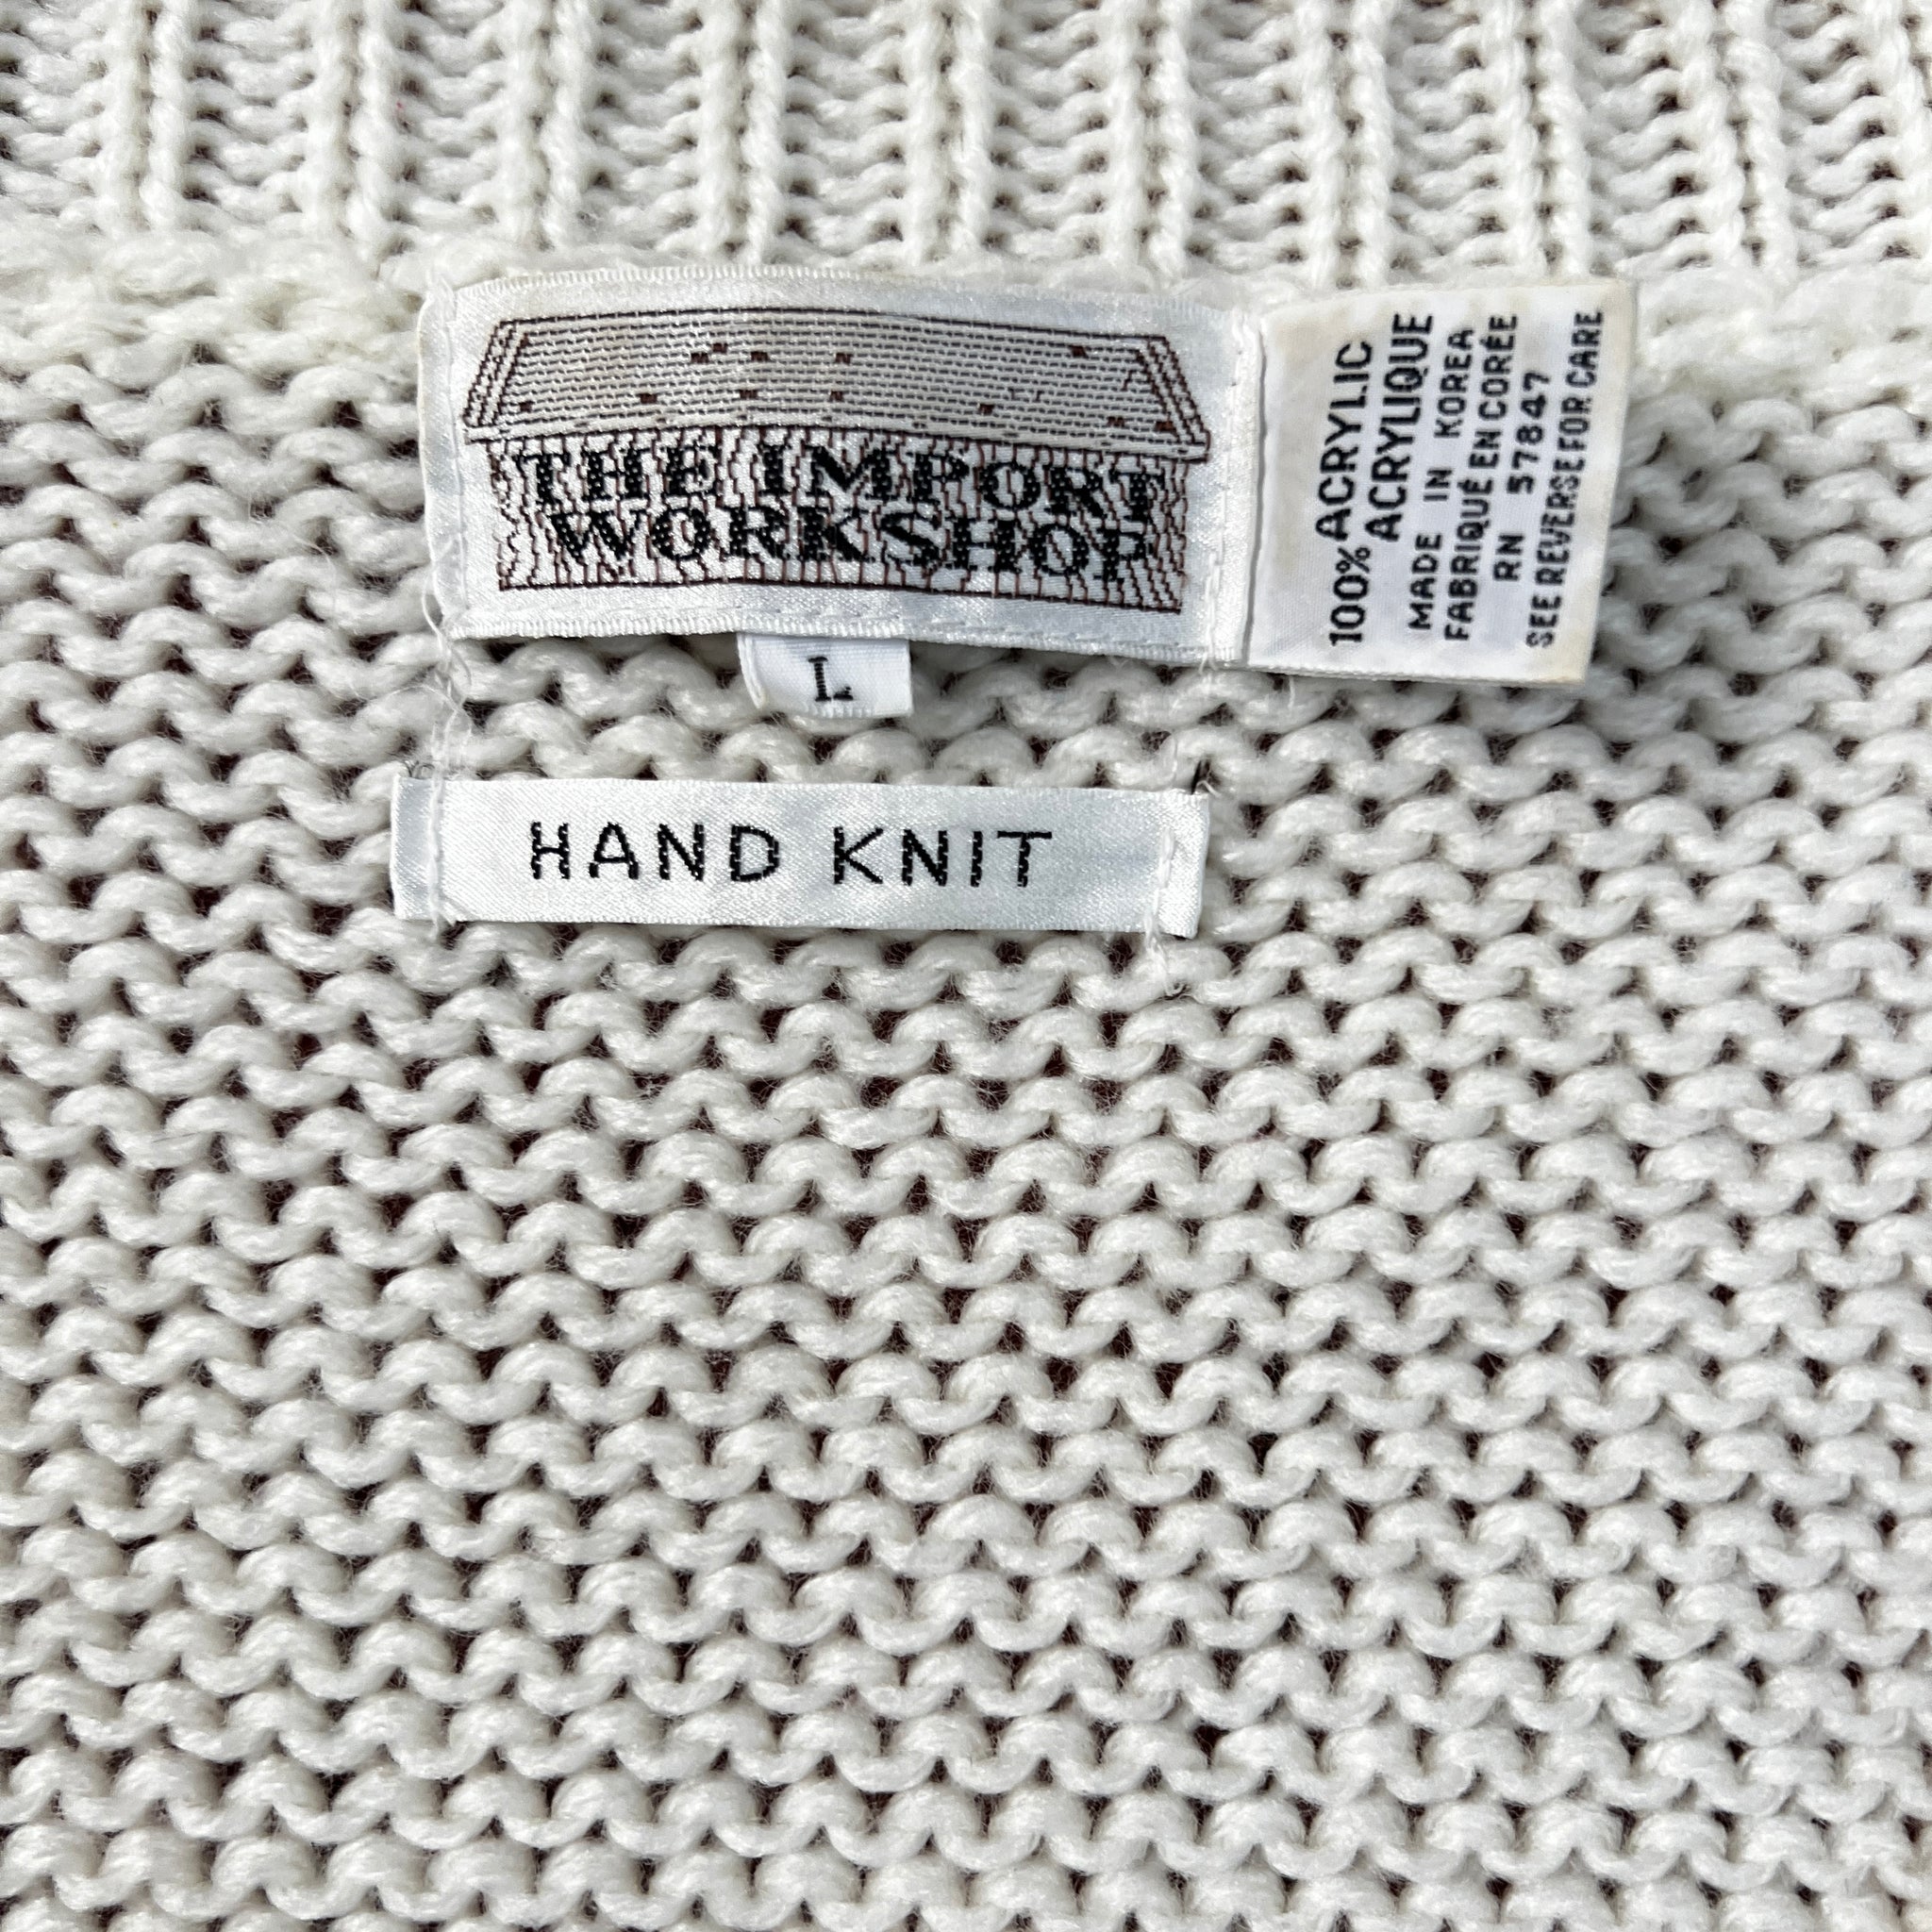 THE IMPORT
WORKSHOP
L
HAND KNIT
100% ACRYLIC
ACRYLIQUE
MADE IN KOREA
FABRIQUÉ EN CORÉE
RN 57847
SEE REVERSE FOR CARE